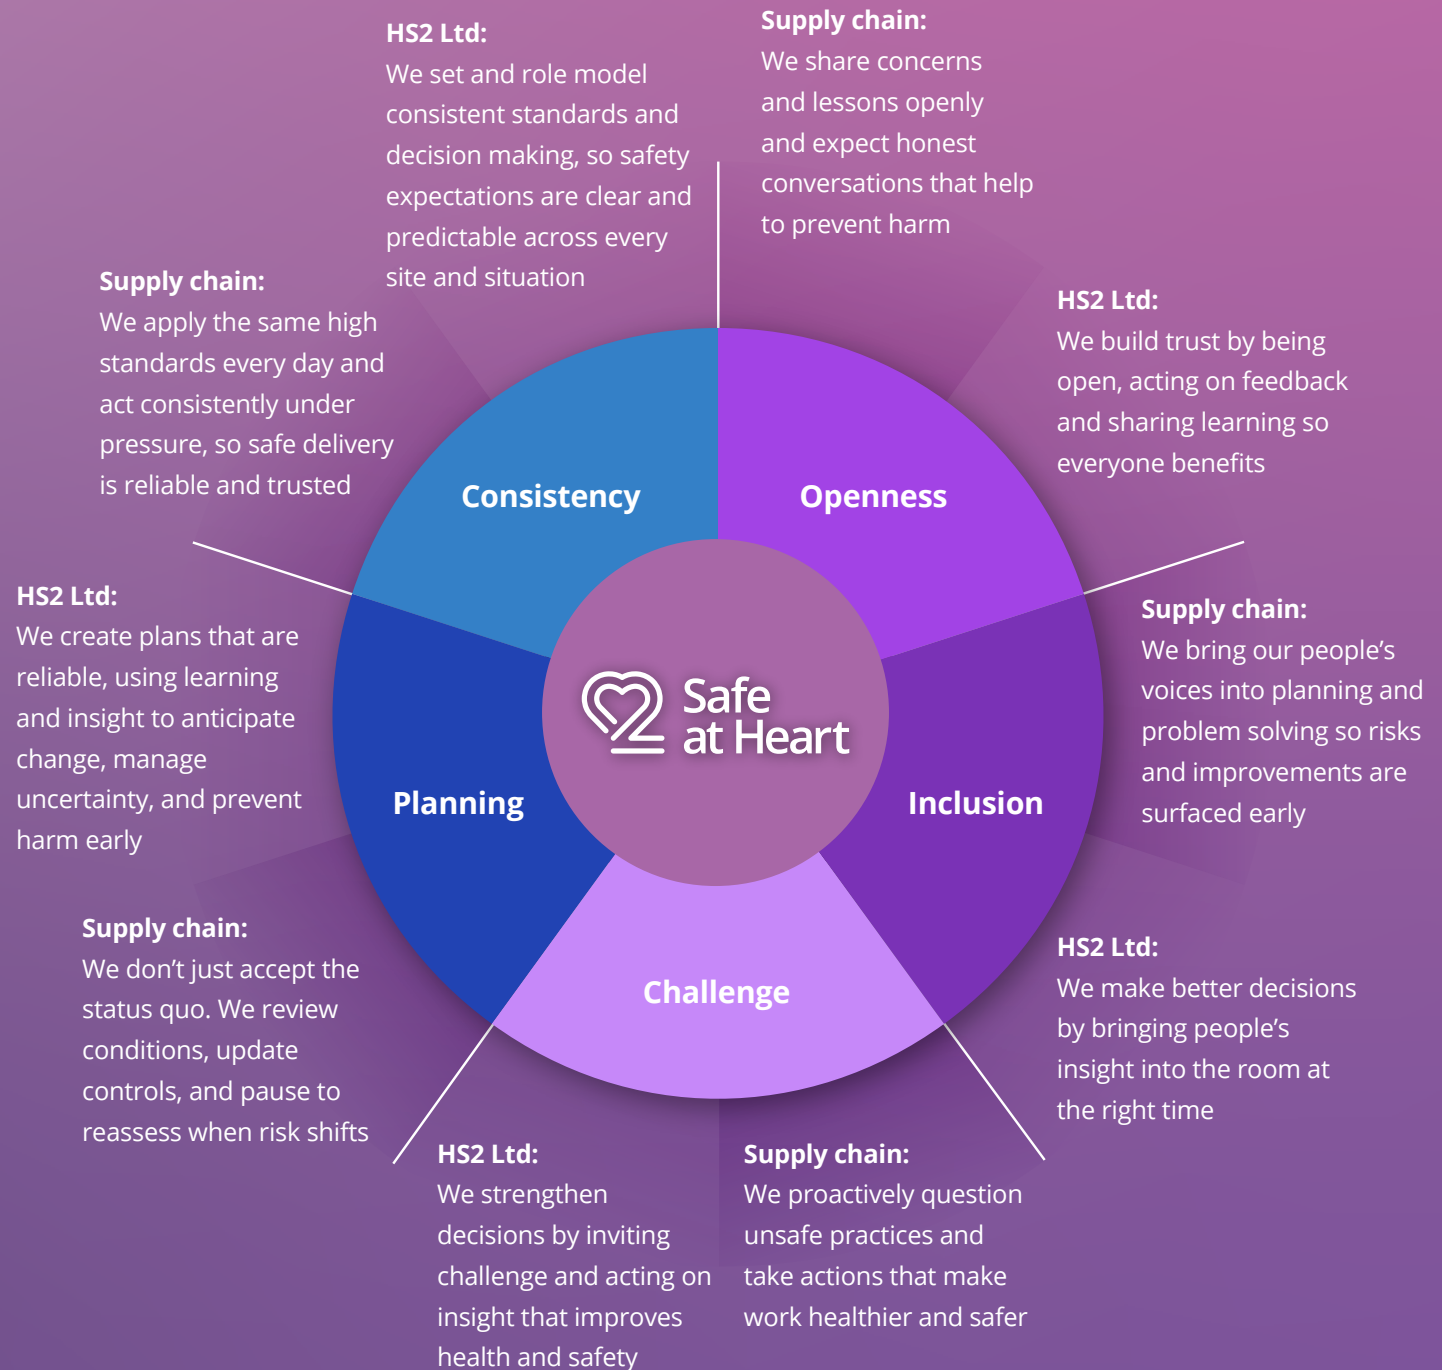 HS2 Ltd:
We set and role model
consistent standards and
decision making, so safety
expectations are clear and
predictable across every
site and situation
Supply chain:
We share concerns
and lessons openly
and expect honest
conversations that help
to prevent harm
Supply chain:
We apply the same high
standards every day and
act consistently under
pressure, so safe delivery
is reliable and trusted
HS2 Ltd:
We build trust by being
open, acting on feedback
and sharing learning so
everyone benefits
Consistency
Openness
HS2 Ltd:
We create plans that are
reliable, using learning
and insight to anticipate
change, manage
uncertainty, and prevent
harm early
Safe
at Heart
Supply chain:
We bring our people’s
voices into planning and
problem solving so risks
and improvements are
surfaced early
Planning
Inclusion
Supply chain:
We don’t just accept the
status quo. We review
conditions, update
controls, and pause to
reassess when risk shifts
Challenge
HS2 Ltd:
We make better decisions
by bringing people’s
insight into the room at
the right time
HS2 Ltd:
We strengthen
decisions by inviting
challenge and acting on
insight that improves
health and safety
Supply chain:
We proactively question
unsafe practices and
take actions that make
work healthier and safer